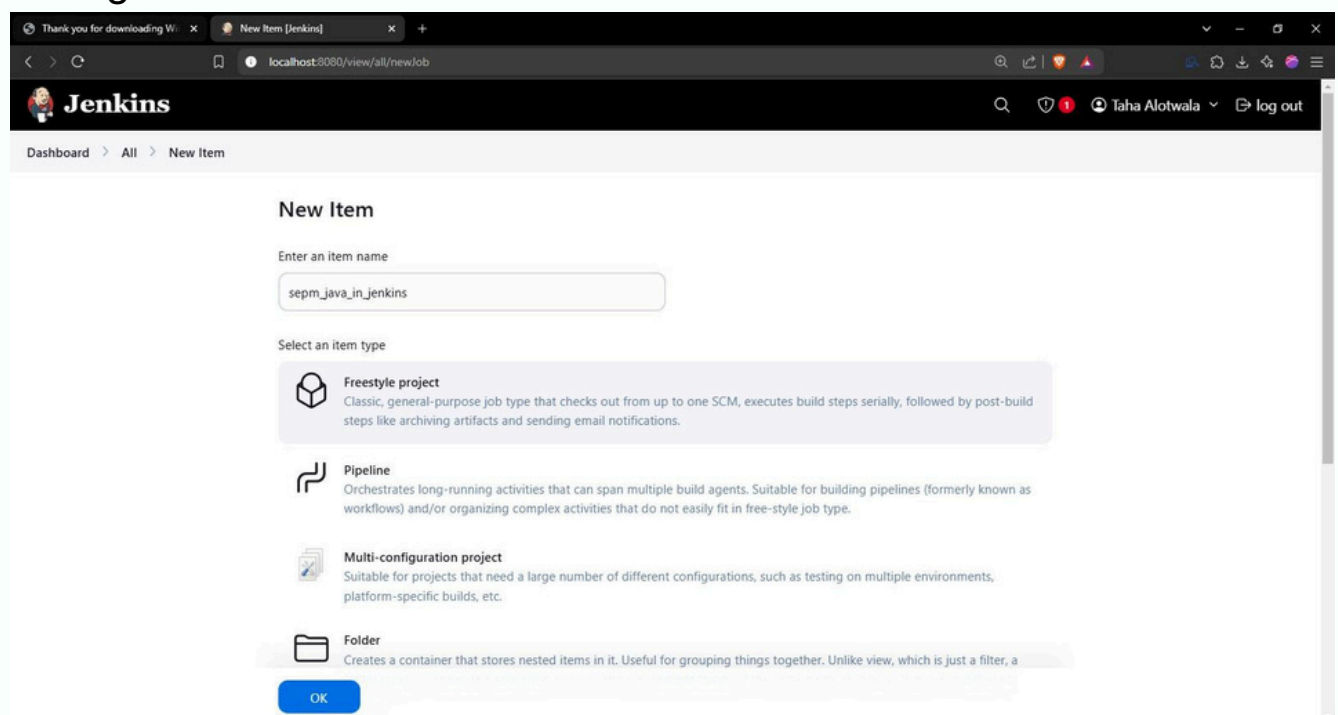 Thank you for downloading Wi
New Item [Jenkins]
localhost:8080/view/all/newJob
Jenkins
1
Taha Alotwala
log out
Dashboard > All > New Item
New Item
Enter an item name
sepm_java_in_jenkins
Select an item type
Freestyle project
Classic, general-purpose job type that checks out from up to one SCM, executes build steps serially, followed by post-build
steps like archiving artifacts and sending email notifications.
Pipeline
Orchestrates long-running activities that can span multiple build agents. Suitable for building pipelines (formerly known as
workflows) and/or organizing complex activities that do not easily fit in free-style job type.
Multi-configuration project
Suitable for projects that need a large number of different configurations, such as testing on multiple environments,
platform-specific builds, etc.
Folder
Creates a container that stores nested items in it. Useful for grouping things together. Unlike view, which is just a filter, a
OK